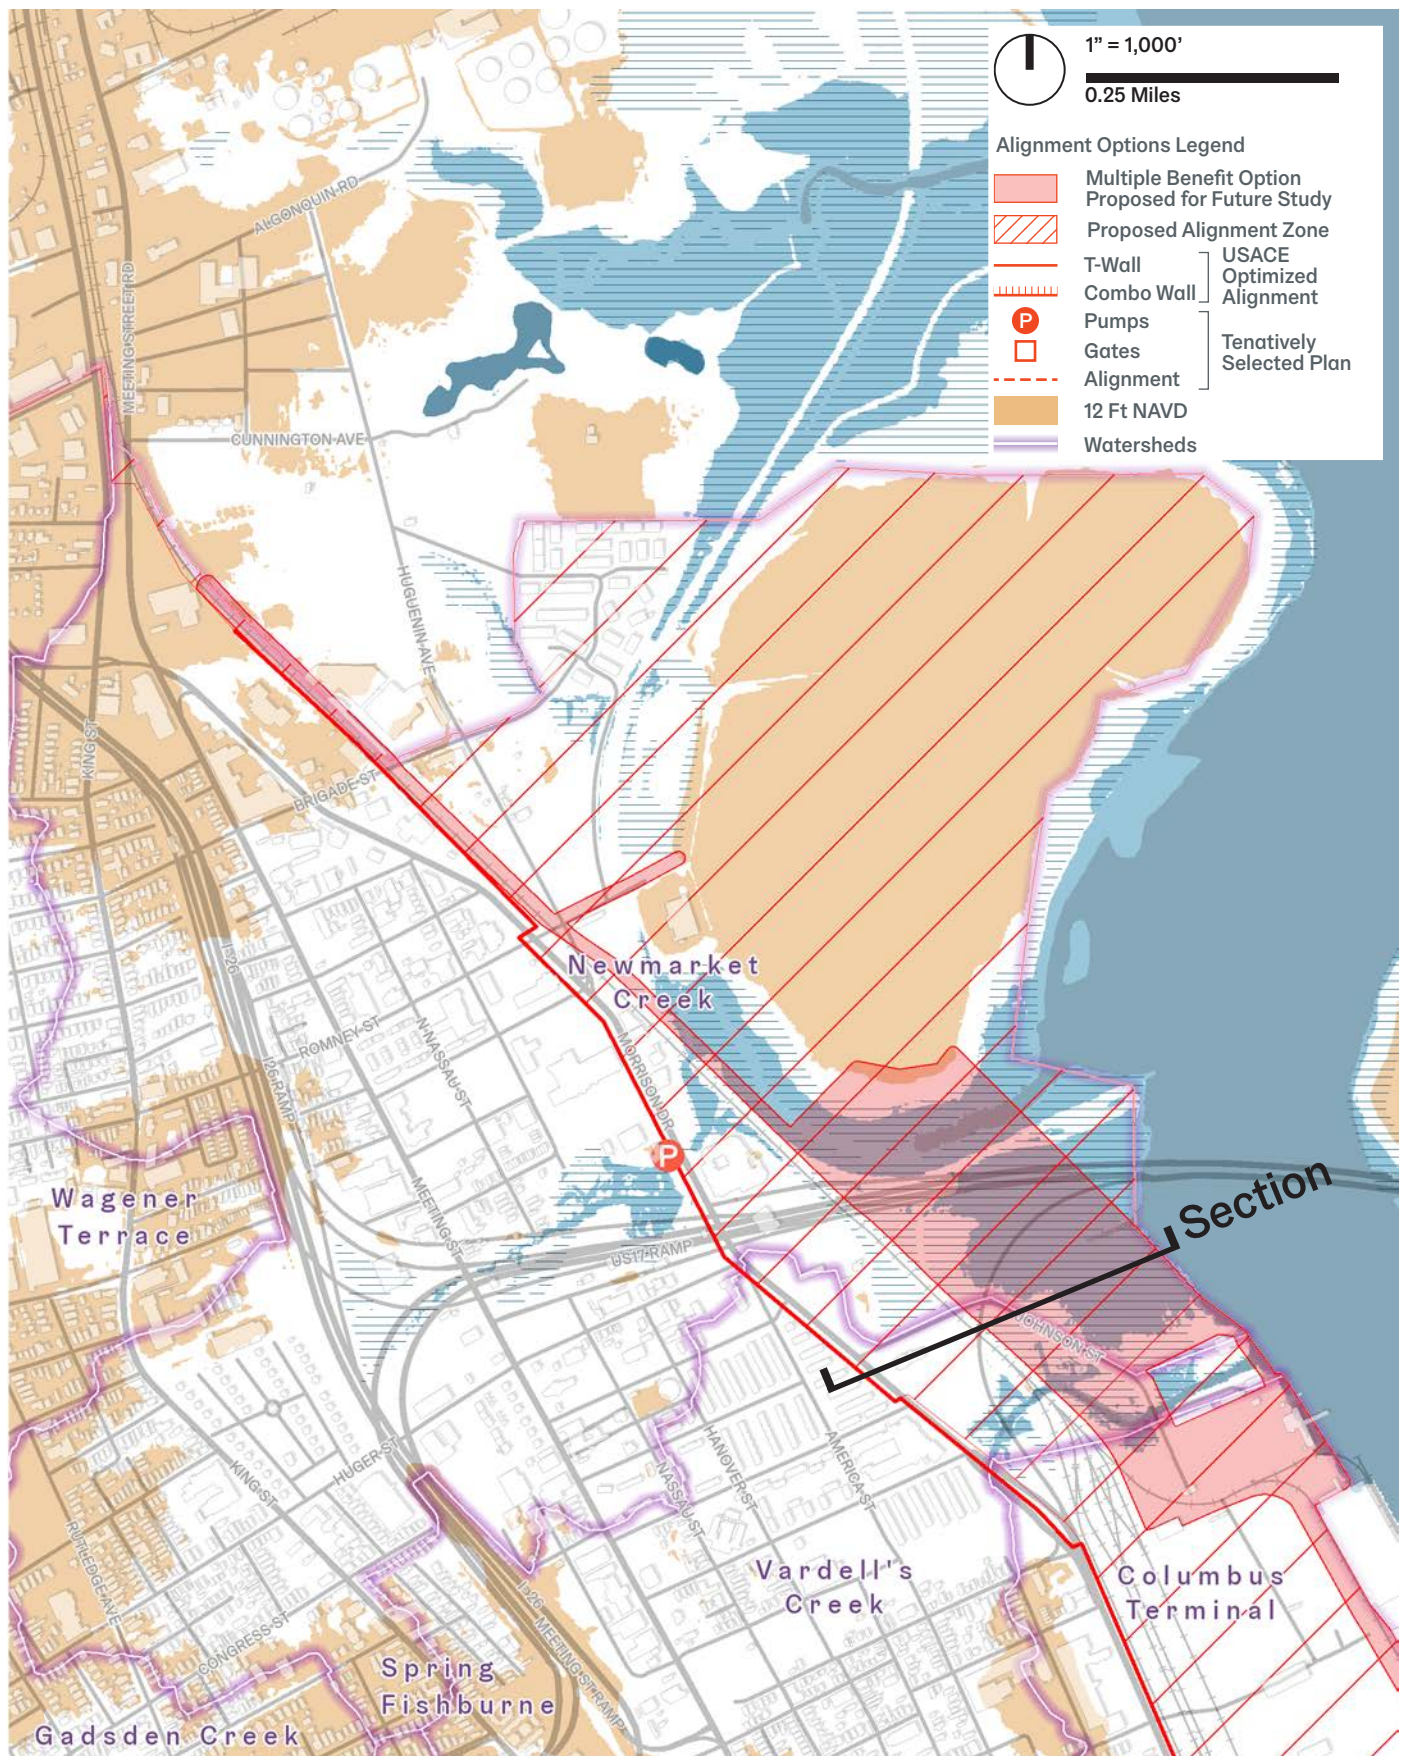 1” = 1,000’
0.25 Miles
Alignment Options Legend
Multiple Benefit Option
Proposed for Future Study
Proposed Alignment Zone
T-Wall
Combo Wall
USACE
Optimized
Alignment
P
Pumps
Gates
Alignment
Tenatively
Selected Plan
12 Ft NAVD
Watersheds
ALGONQUIN RD
MEETING STREET RD
CUNNINGTON AVE
HUGUENIN AVE
KING ST
BRIGADE ST
I-26
Newmarket
Creek
ROMNEY ST
N NASSAU ST
MORRISON DR
I26 RAMP
P
Wagener
Terrace
MEETING ST
US17 RAMP
Section
JOHNSON ST
HUGER ST
KING ST
HANOVER ST
NASSAU ST
AMERICA ST
RUTLEDGE AVE
Vardell's
Creek
Columbus
Terminal
I-26
MEETING ST RAMP
CONGRESS ST
Spring
Fishburne
Gadsden Creek